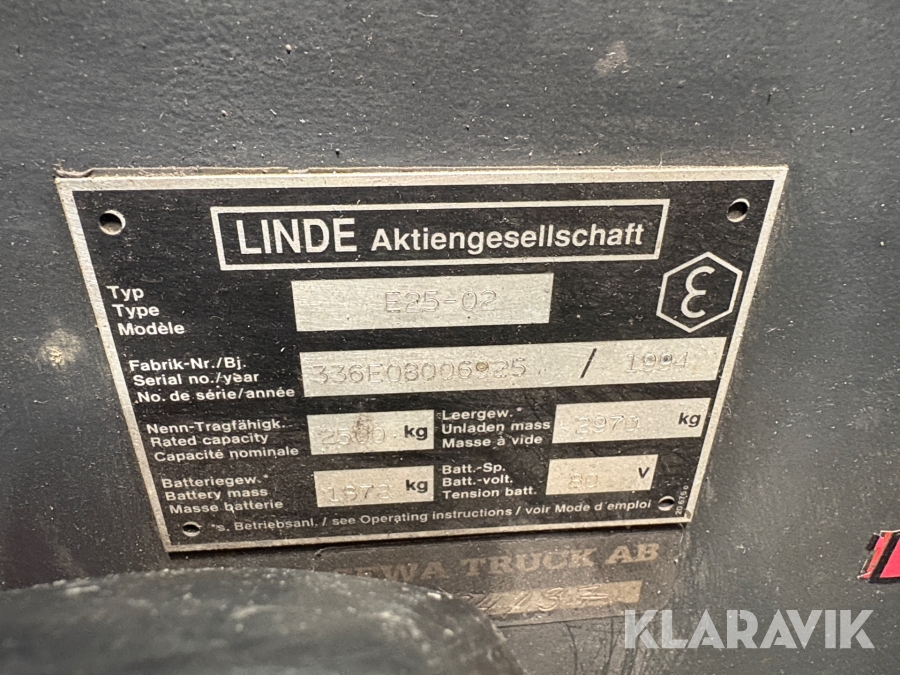 LINDE Aktiengesellschaft
Typ
Type
Modèle
E25-02
Fabrik-Nr./Bj.
Serial no./year
No. de série/année
336E08006925 / 1994
Nenn-Tragfähigk.*
Rated capacity
Capacité nominale
2500 kg
Leergew.*
Unladen mass
Masse à vide
2970 kg
Batteriegew.*
Battery mass
Masse batterie
kg
Batt.-Sp.
Batt.-volt.
Tension batt.
80 V
*s. Betriebsanl. / see Operating instructions / voir Mode d'emploi
TRUCK AB
KLARAVIK